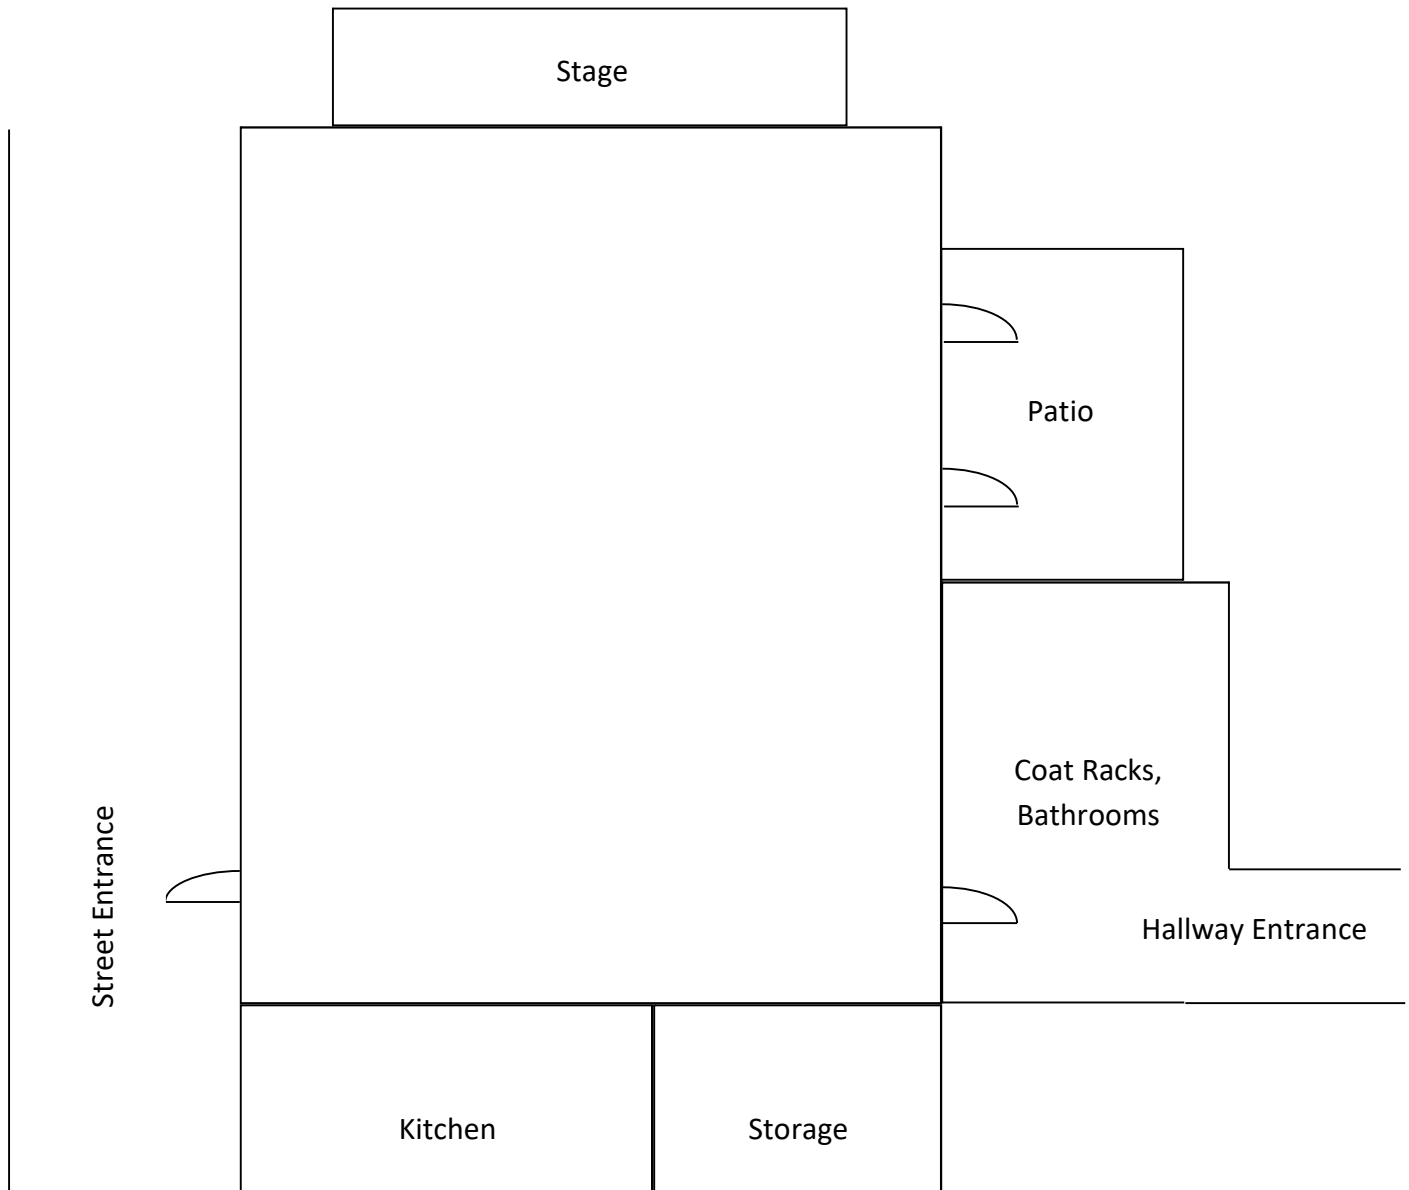 Stage
Patio
Coat Racks,
Bathrooms
Street Entrance
Hallway Entrance
Kitchen
Storage